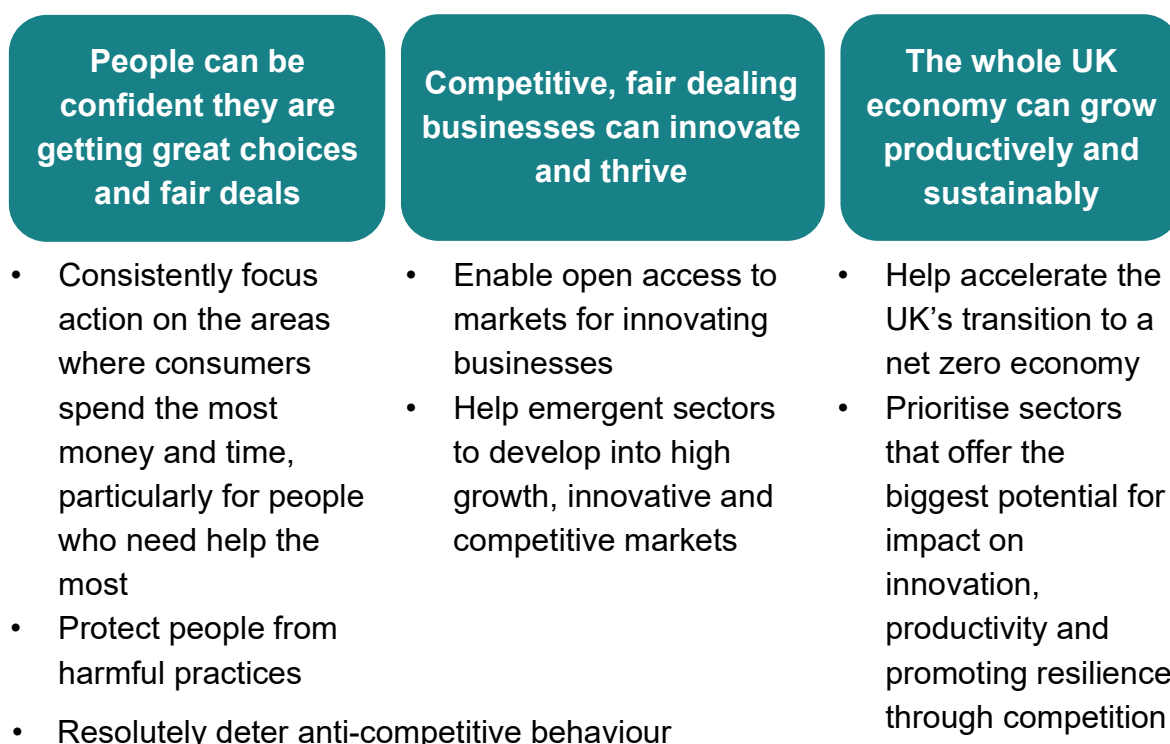 People can be
confident they are
getting great choices
and fair deals
Competitive, fair dealing
businesses can innovate
and thrive
The whole UK
economy can grow
productively and
sustainably
• Consistently focus
action on the areas
where consumers
spend the most
money and time,
particularly for people
who need help the
most
• Protect people from
harmful practices
• Enable open access to
markets for innovating
businesses
• Help emergent sectors
to develop into high
growth, innovative and
competitive markets
• Resolutely deter anti-competitive behaviour
• Help accelerate the
UK’s transition to a
net zero economy
• Prioritise sectors
that offer the
biggest potential for
impact on
innovation,
productivity and
promoting resilience
through competition